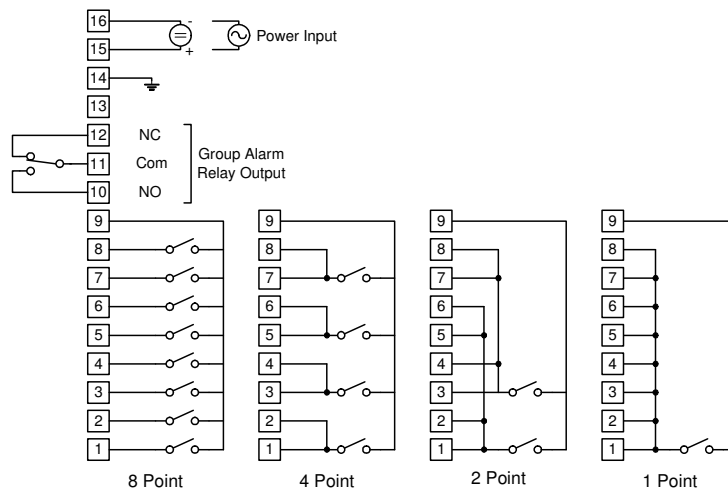 16 - Power Input
15 +
14
13
12 NC
11 Com Group Alarm
Relay Output
10 NO
9 9 9 9
8 8 8 8
7 7 7 7
6 6 6 6
5 5 5 5
4 4 4 4
3 3 3 3
2 2 2 2
1 1 1 1
8 Point 4 Point 2 Point 1 Point